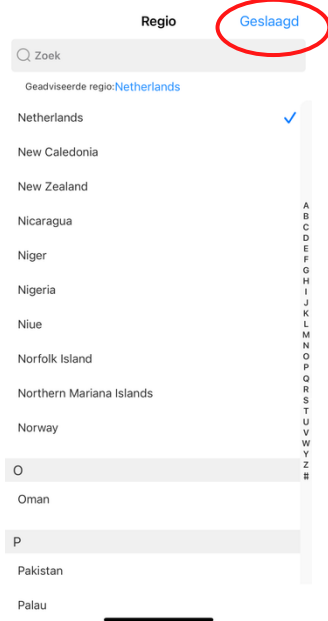 Regio
Geslaagd
Zoek
Geadviseerde regio:Netherlands
Netherlands
New Caledonia
New Zealand
Nicaragua
Niger
Nigeria
Niue
Norfolk Island
Northern Mariana Islands
Norway
O
Oman
P
Pakistan
Palau
A
B
C
D
E
F
G
H
I
J
K
L
M
N
O
P
Q
R
S
T
U
V
W
Y
Z
#